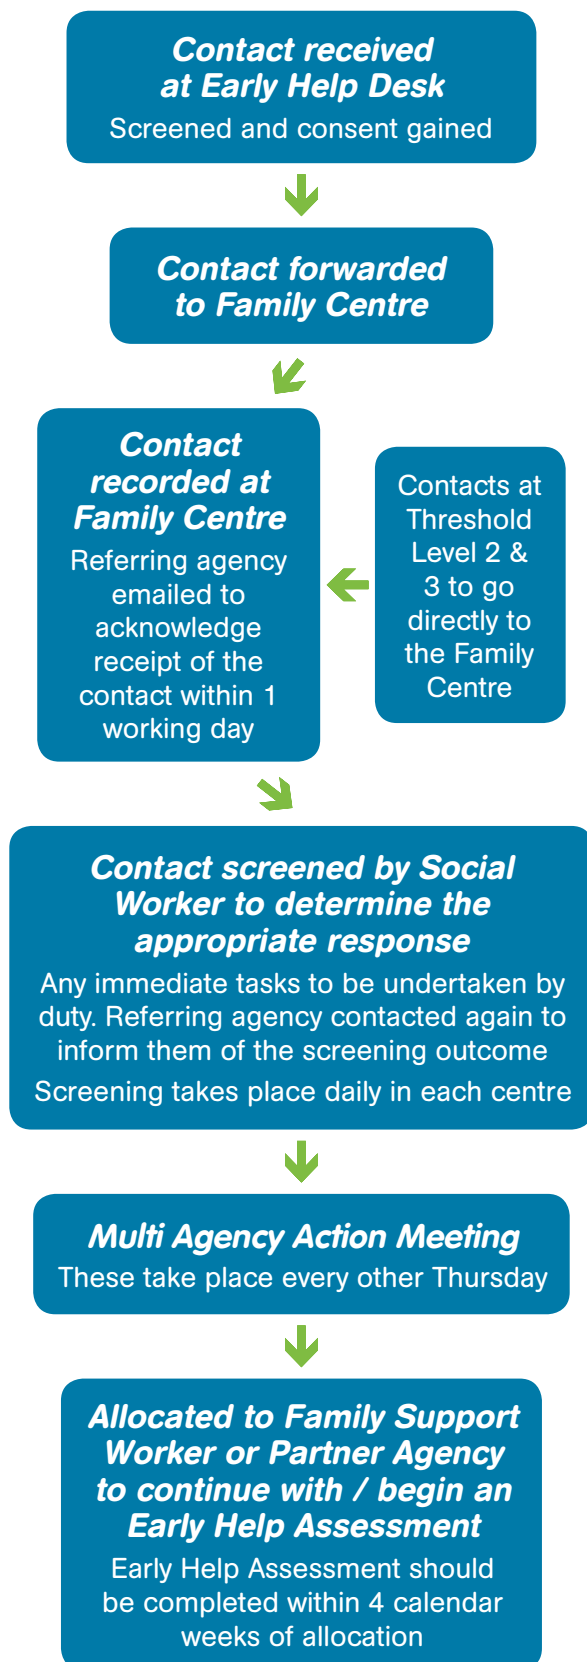 Contact received
at Early Help Desk
Screened and consent gained
Contact forwarded
to Family Centre
Contact
recorded at
Family Centre
Referring agency
emailed to
acknowledge
receipt of the
contact within 1
working day
Contacts at
Threshold
Level 2 &
3 to go
directly to
the Family
Centre
Contact screened by Social
Worker to determine the
appropriate response
Any immediate tasks to be undertaken by
duty. Referring agency contacted again to
inform them of the screening outcome
Screening takes place daily in each centre
Multi Agency Action Meeting
These take place every other Thursday
Allocated to Family Support
Worker or Partner Agency
to continue with / begin an
Early Help Assessment
Early Help Assessment should
be completed within 4 calendar
weeks of allocation